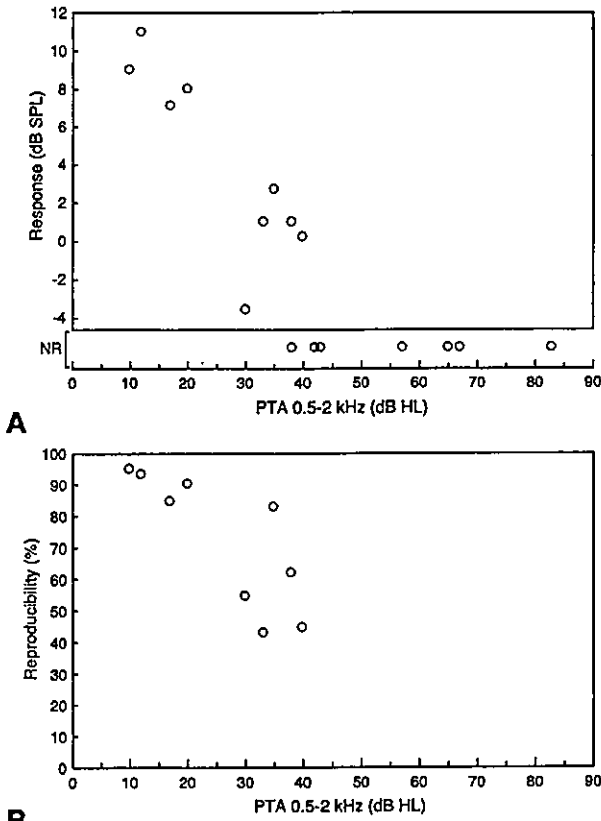 12
10
8
6
4
2
0
-2
-4
Response (dB SPL)
NR
0 10 20 30 40 50 60 70 80 90
PTA 0.5-2 kHz (dB HL)
A
100
90
80
70
60
50
40
30
20
10
0
Reproducibility (%)
0 10 20 30 40 50 60 70 80 90
PTA 0.5-2 kHz (dB HL)
B